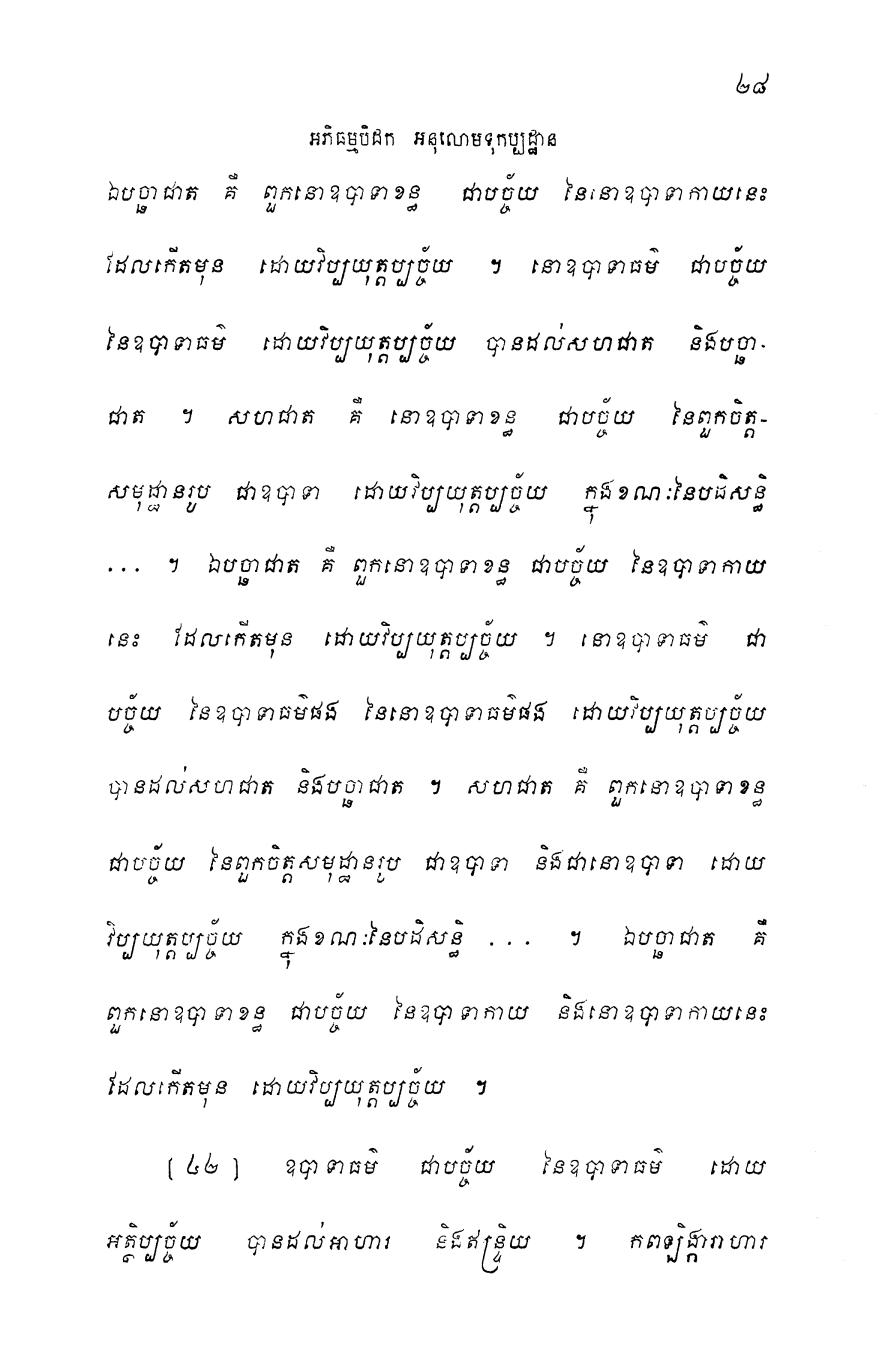 ២៨
អភិធម្មបិដក អនុលោមទុកប្បដ្ឋាន
ឯបច្ឆាជាត គឺ ពួកនោឧបាទាខន្ធ ជាបច្ច័យ នៃនោឧបាទាកាយនេះ
ដែលកើតមុន ដោយវិប្បយុត្តប្បច្ច័យ ។ នោឧបាទាធម៌ ជាបច្ច័យ
នៃឧបាទាធម៌ ដោយវិប្បយុត្តប្បច្ច័យ បានដល់សហជាត និងបច្ឆា-
ជាត ។ សហជាត គឺ នោឧបាទាខន្ធ ជាបច្ច័យ នៃពួកចិត្ត-
សមុដ្ឋានរូប ជាឧបាទា ដោយវិប្បយុត្តប្បច្ច័យ ក្នុងខណៈនៃបដិសន្ធិ
... ។ ឯបច្ឆាជាត គឺ ពួកនោឧបាទាខន្ធ ជាបច្ច័យ នៃឧបាទាកាយ
នេះ ដែលកើតមុន ដោយវិប្បយុត្តប្បច្ច័យ ។ នោឧបាទាធម៌ ជា
បច្ច័យ នៃឧបាទាធម៌ផង នៃនោឧបាទាធម៌ផង ដោយវិប្បយុត្តប្បច្ច័យ
បានដល់សហជាត និងបច្ឆាជាត ។ សហជាត គឺ ពួកនោឧបាទាខន្ធ
ជាបច្ច័យ នៃពួកចិត្តសមុដ្ឋានរូប ជាឧបាទា និងជានោឧបាទា ដោយ
វិប្បយុត្តប្បច្ច័យ ក្នុងខណៈនៃបដិសន្ធិ ... ។ ឯបច្ឆាជាត គឺ
ពួកនោឧបាទាខន្ធ ជាបច្ច័យ នៃឧបាទាកាយ និងនោឧបាទាកាយនេះ
ដែលកើតមុន ដោយវិប្បយុត្តប្បច្ច័យ ។
[ ៤២ ] ឧបាទាធម៌ ជាបច្ច័យ នៃឧបាទាធម៌ ដោយ
អត្ថិប្បច្ច័យ បានដល់អាហារ និងឥន្ទ្រិយ ។ កពឡិង្ការាហារ